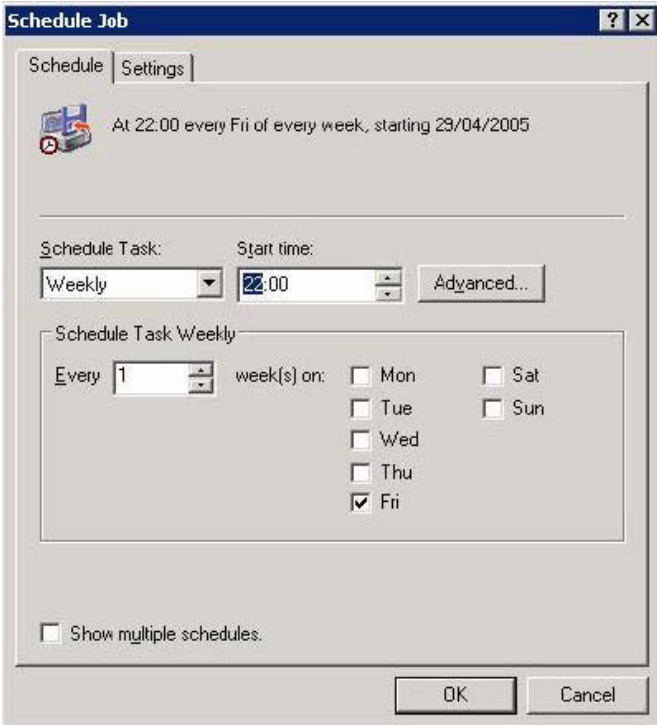 Schedule Job
Schedule Settings
At 22:00 every Fri of every week, starting 29/04/2005
Schedule Task: Start time:
Weekly 22:00 Advanced...
Schedule Task Weekly
Every 1 week(s) on: Mon Sat
Tue Sun
Wed
Thu
Fri
Show multiple schedules.
OK Cancel